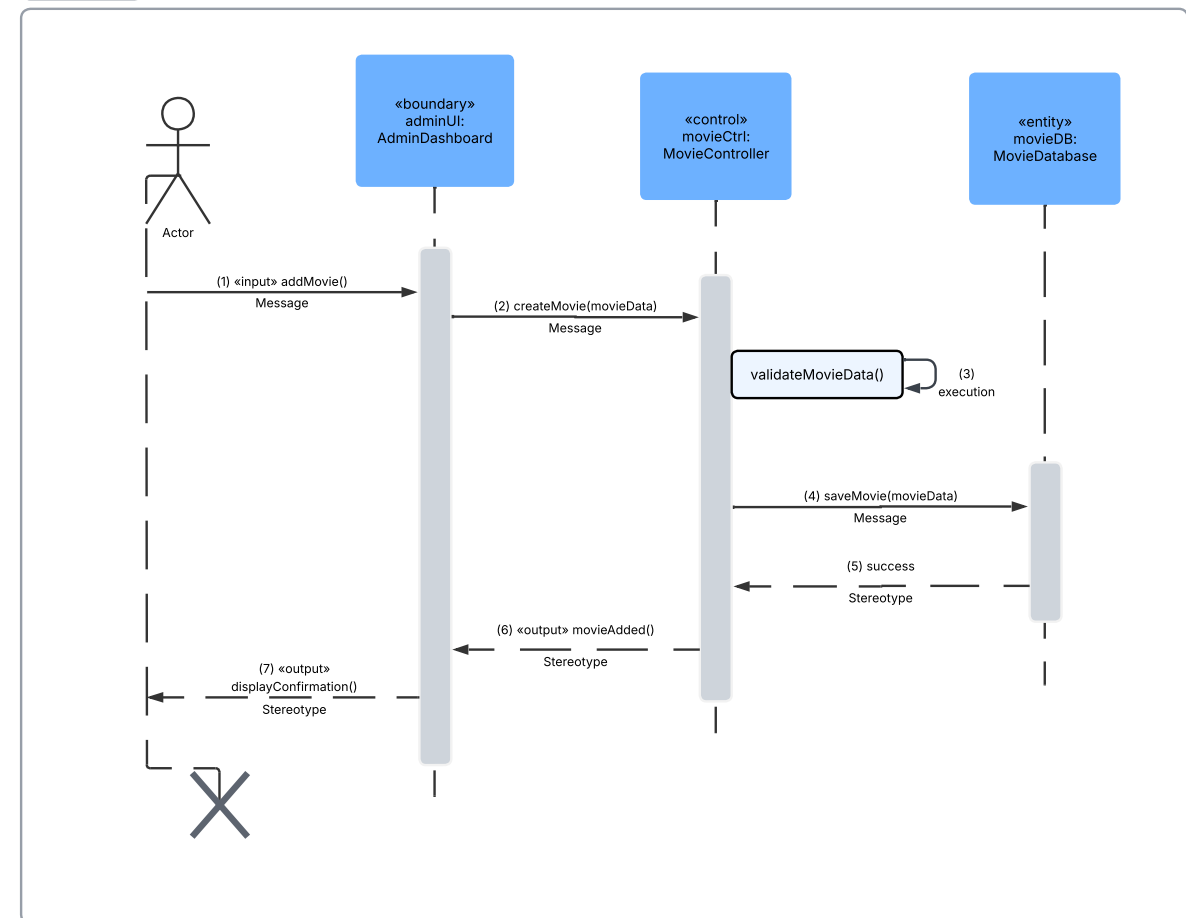 «boundary»
adminUI:
AdminDashboard
«control»
movieCtrl:
MovieController
«entity»
movieDB:
MovieDatabase
Actor
(1) «input» addMovie()
Message
(2) createMovie(movieData)
Message
validateMovieData()
(3)
execution
(4) saveMovie(movieData)
Message
(5) success
Stereotype
(6) «output» movieAdded()
Stereotype
(7) «output»
displayConfirmation()
Stereotype